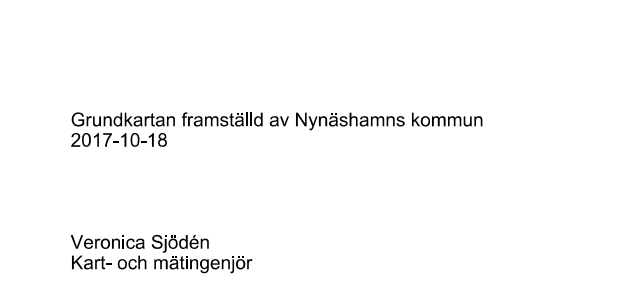 Grundkartan framställd av Nynäshamns kommun
2017-10-18
Veronica Sjödén
Kart- och mätingenjör